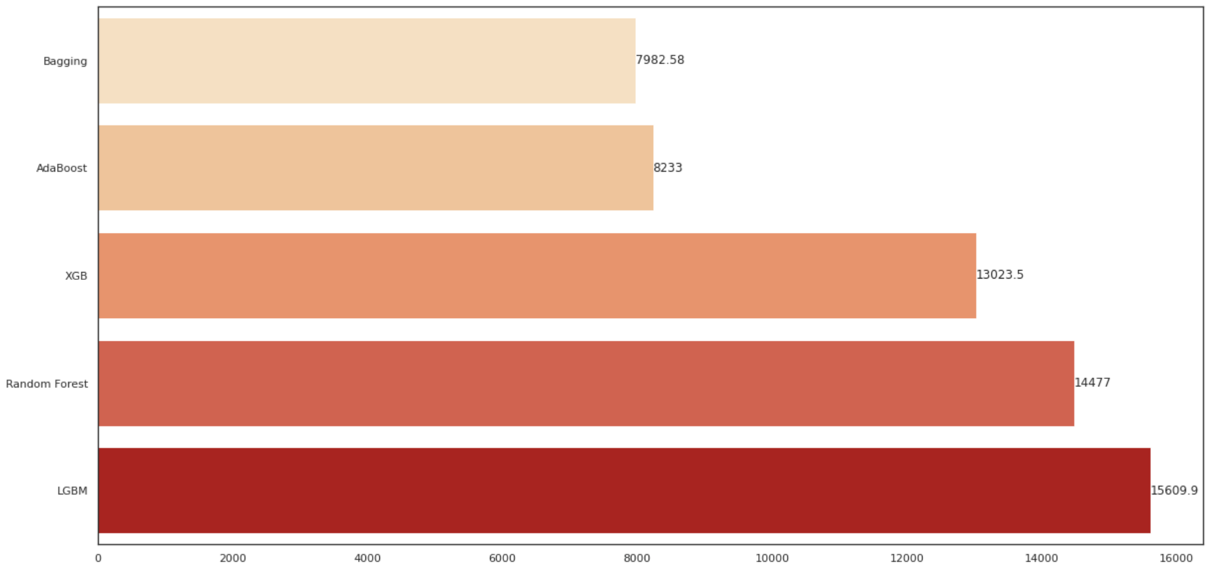 Bagging 7982.58
AdaBoost 8233
XGB 13023.5
Random Forest 14477
LGBM 15609.9
0 2000 4000 6000 8000 10000 12000 14000 16000